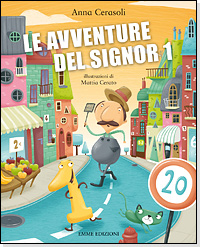 Anna Cerasoli
LE AVVENTURE
DEL SIGNOR 1
illustrazioni di
Mattia Cerato
20
EMME EDIZIONI